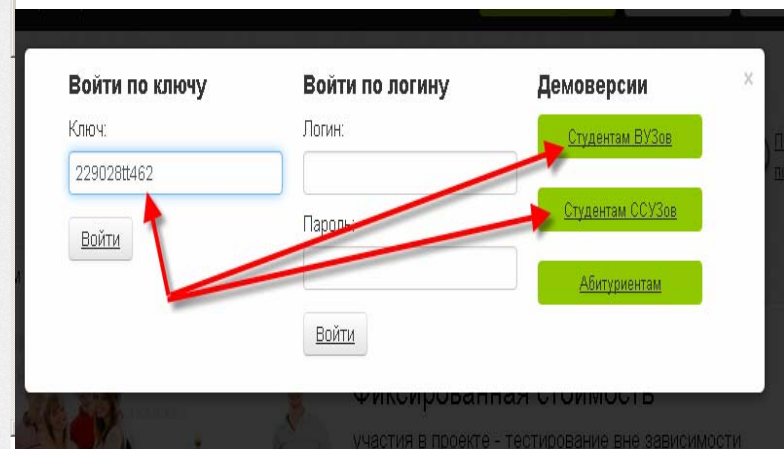 Войти по ключу
Ключ:
229028tt462
Войти
Войти по логину
Логин:
Пароль:
Войти
Демоверсии
×
Студентам ВУЗов
Студентам ССУЗов
Абитуриентам
Фиксированная стоимость
участия в проекте - тестирование вне зависимости